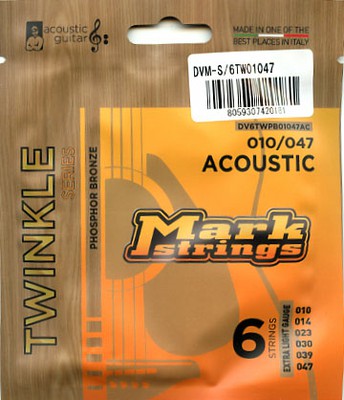 acoustic
guitar
MADE IN ONE OF THE
BEST PLACES IN ITALY
DVM-S/6TW01047
8059307420181
DV6TWPB01047AC
010/047
ACOUSTIC
TWINKLE
SERIES
PHOSPHOR BRONZE
Mark
strings
6
STRINGS
EXTRA LIGHT GAUGE
010
014
023
030
039
047